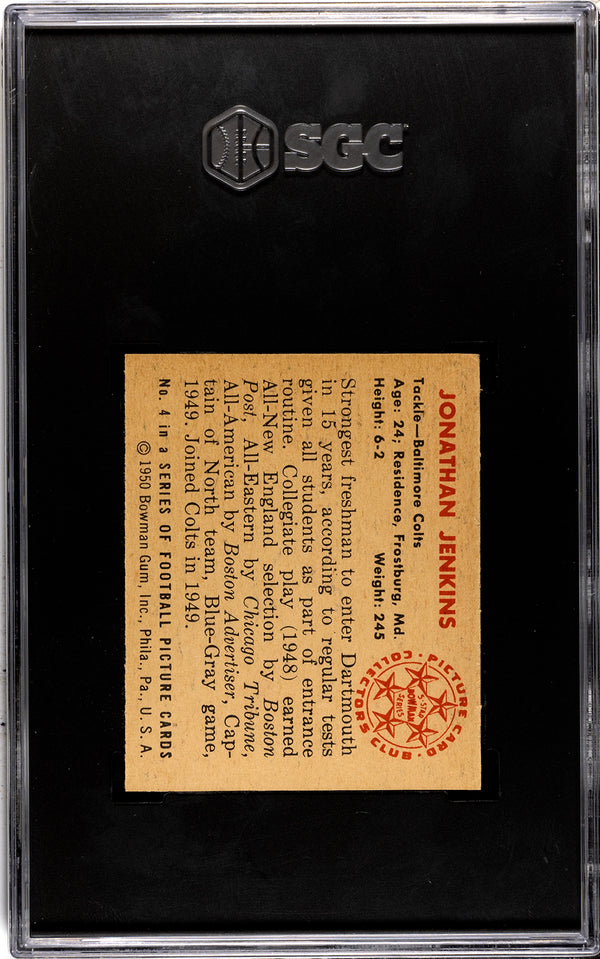 SGC
JONATHAN JENKINS
Tackle—Baltimore Colts
Age: 24; Residence, Frostburg, Md.
Height: 6-2 Weight: 245
PICTURE CARD
COLLECTORS CLUB
5-STAR
BOWMAN
SERIES
Strongest freshman to enter Dartmouth
in 15 years, according to regular tests
given all students as part of entrance
routine. Collegiate play (1948) earned
All-New England selection by Boston
Post, All-Eastern by Chicago Tribune,
All-American by Boston Advertiser, Cap-
tain of North team, Blue-Gray game,
1949. Joined Colts in 1949.
No. 4 in a SERIES OF FOOTBALL PICTURE CARDS
© 1950 Bowman Gum, Inc., Phila., Pa., U. S. A.